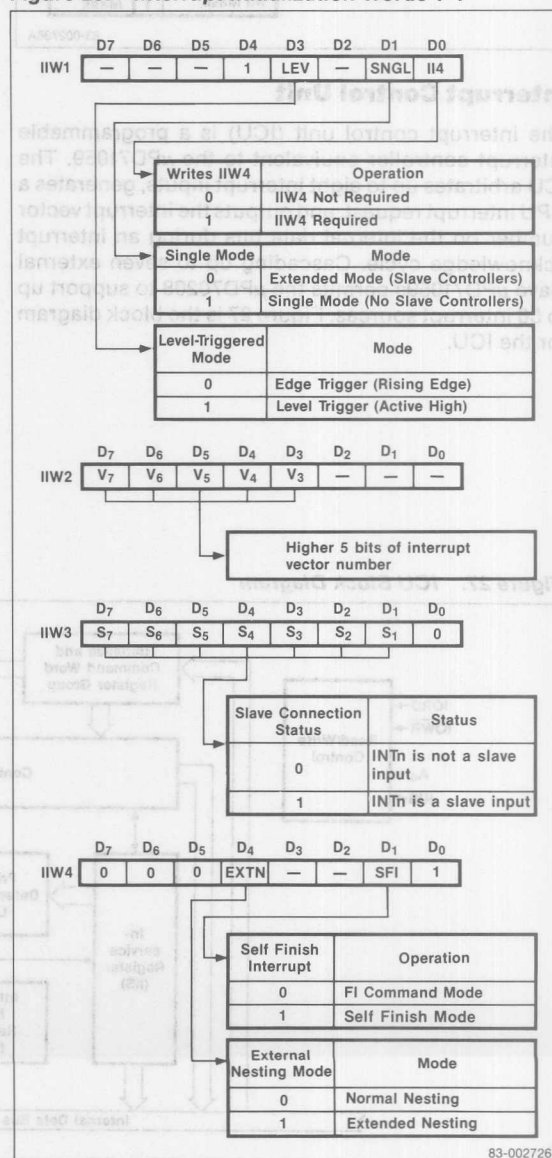 D7 D6 D5 D4 D3 D2 D1 D0
IIW1 — — — 1 LEV — SNGL II4
Writes IIW4 Operation
0 IIW4 Not Required
1 IIW4 Required
Single Mode Mode
0 Extended Mode (Slave Controllers)
1 Single Mode (No Slave Controllers)
Level-Triggered Mode
Mode
0 Edge Trigger (Rising Edge)
1 Level Trigger (Active High)
D7 D6 D5 D4 D3 D2 D1 D0
IIW2 V7 V6 V5 V4 V3 — — —
Higher 5 bits of interrupt
vector number
D7 D6 D5 D4 D3 D2 D1 D0
IIW3 S7 S6 S5 S4 S3 S2 S1 0
Slave Connection Status
Status
0 INTn is not a slave input
1 INTn is a slave input
D7 D6 D5 D4 D3 D2 D1 D0
IIW4 0 0 0 EXTN — — SFI 1
Self Finish Interrupt
Operation
0 FI Command Mode
1 Self Finish Mode
External Nesting Mode
Mode
0 Normal Nesting
1 Extended Nesting
83-002726